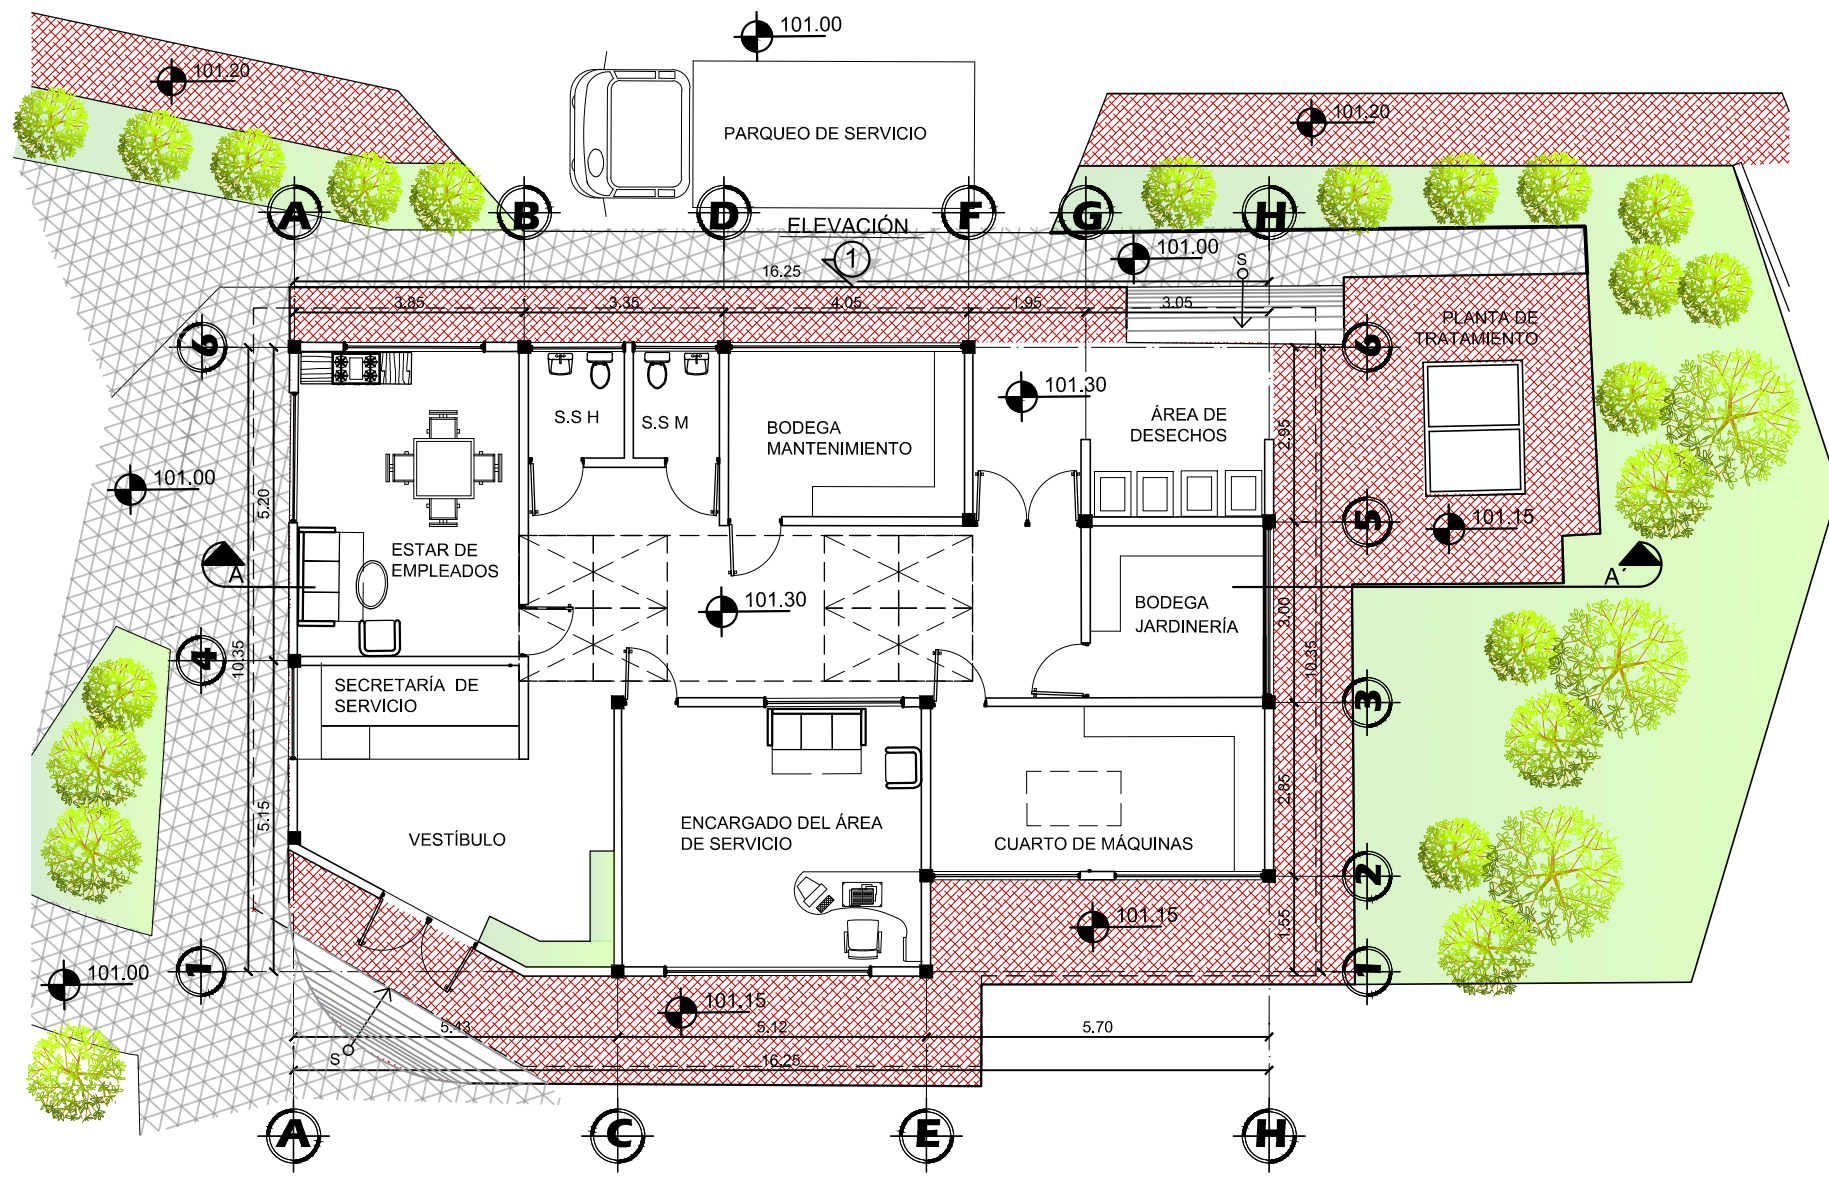 101.00
101.20
PARQUEO DE SERVICIO
101.20
A
B
D
F
G
H
ELEVACIÓN
1
101.00
S
16.25
3.85
3.35
4.05
1.95
3.05
6
6
PLANTA DE
TRATAMIENTO
101.30
ÁREA DE
DESECHOS
S.S H
S.S M
BODEGA
MANTENIMIENTO
2.95
101.00
5.20
5
101.15
ESTAR DE
EMPLEADOS
A
A´
101.30
BODEGA
JARDINERÍA
3.00
4
10.35
10.35
SECRETARÍA DE
SERVICIO
3
5.15
2.85
VESTÍBULO
ENCARGADO DEL ÁREA
DE SERVICIO
CUARTO DE MÁQUINAS
2
101.15
1.55
1
101.00
1
101.15
5.43
5.12
5.70
S
16.25
A
C
E
H